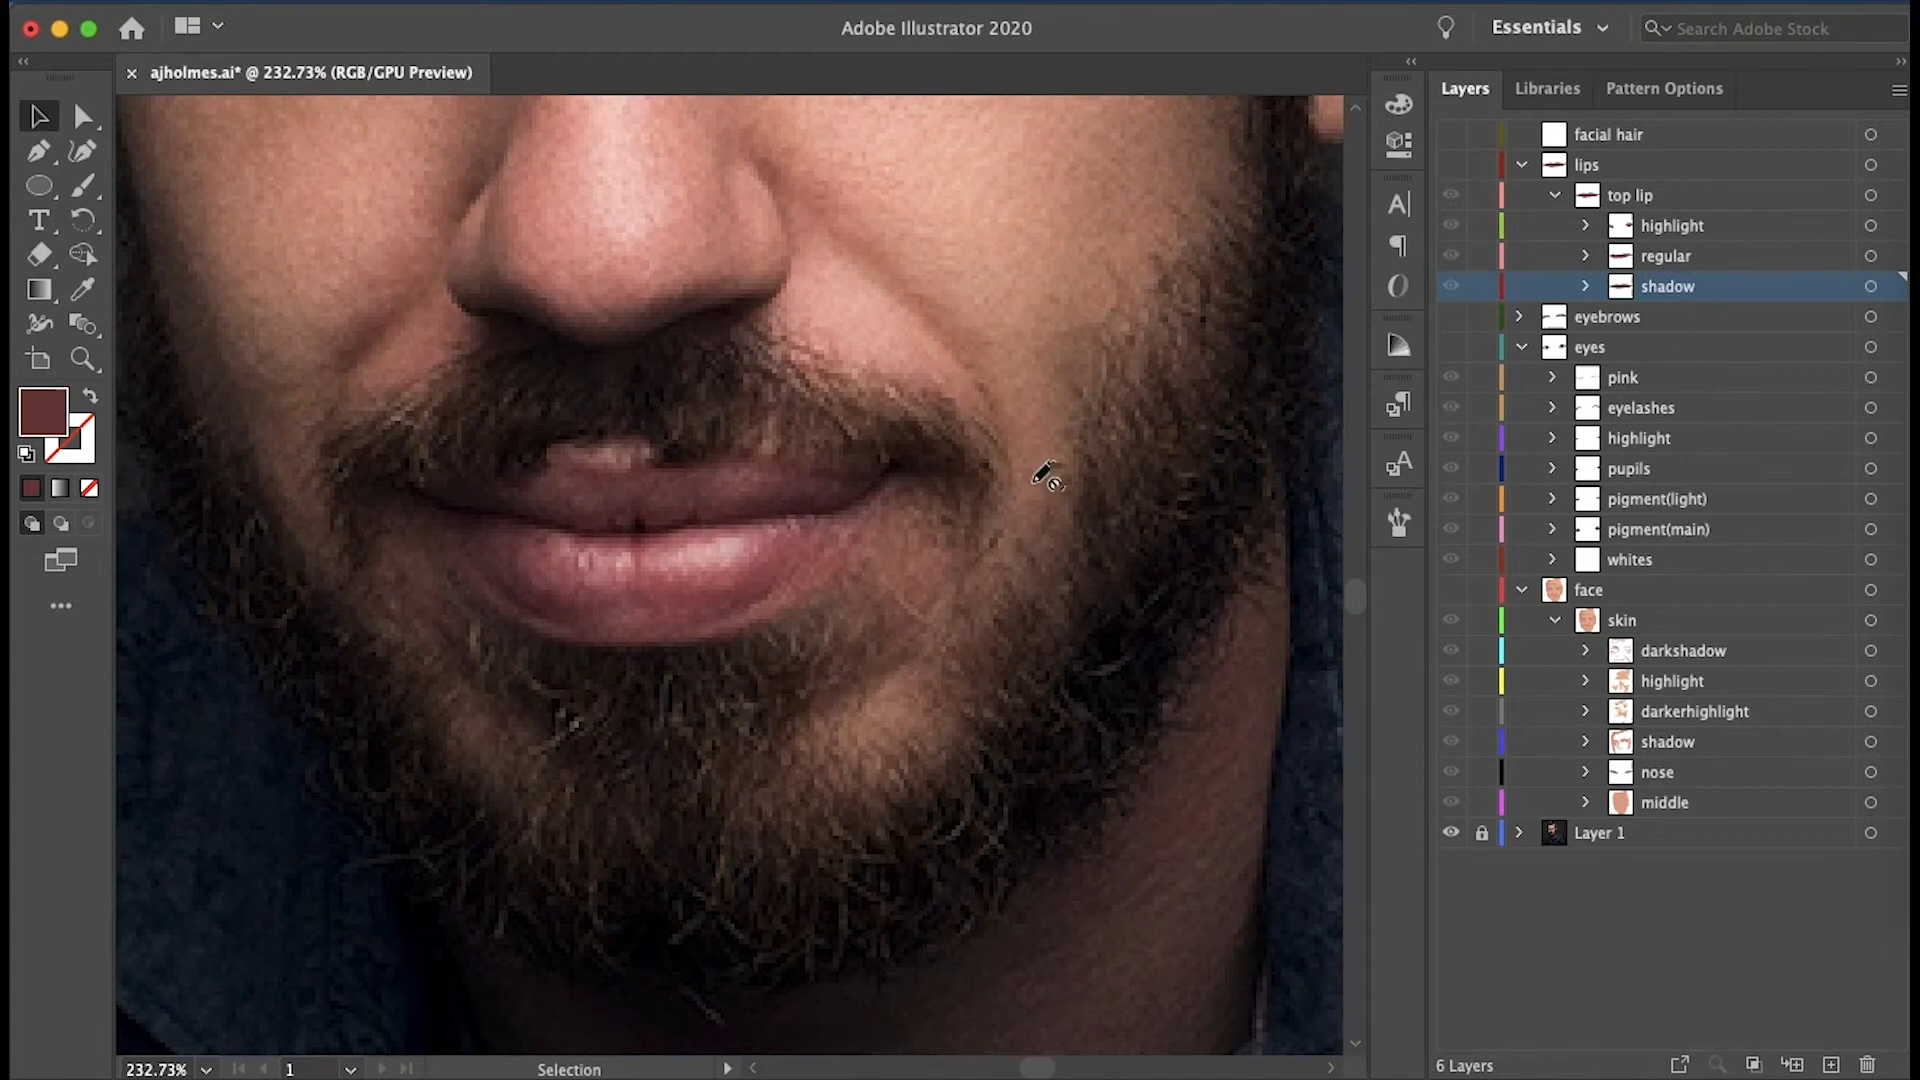 Adobe Illustrator 2020
Essentials
Search Adobe Stock
ajholmes.ai* @ 232.73% (RGB/GPU Preview)
Layers
Libraries
Pattern Options
facial hair
lips
top lip
highlight
regular
shadow
eyebrows
eyes
pink
eyelashes
highlight
pupils
pigment(light)
pigment(main)
whites
face
skin
darkshadow
highlight
darkerhighlight
shadow
nose
middle
Layer 1
6 Layers
232.73%
1
Selection